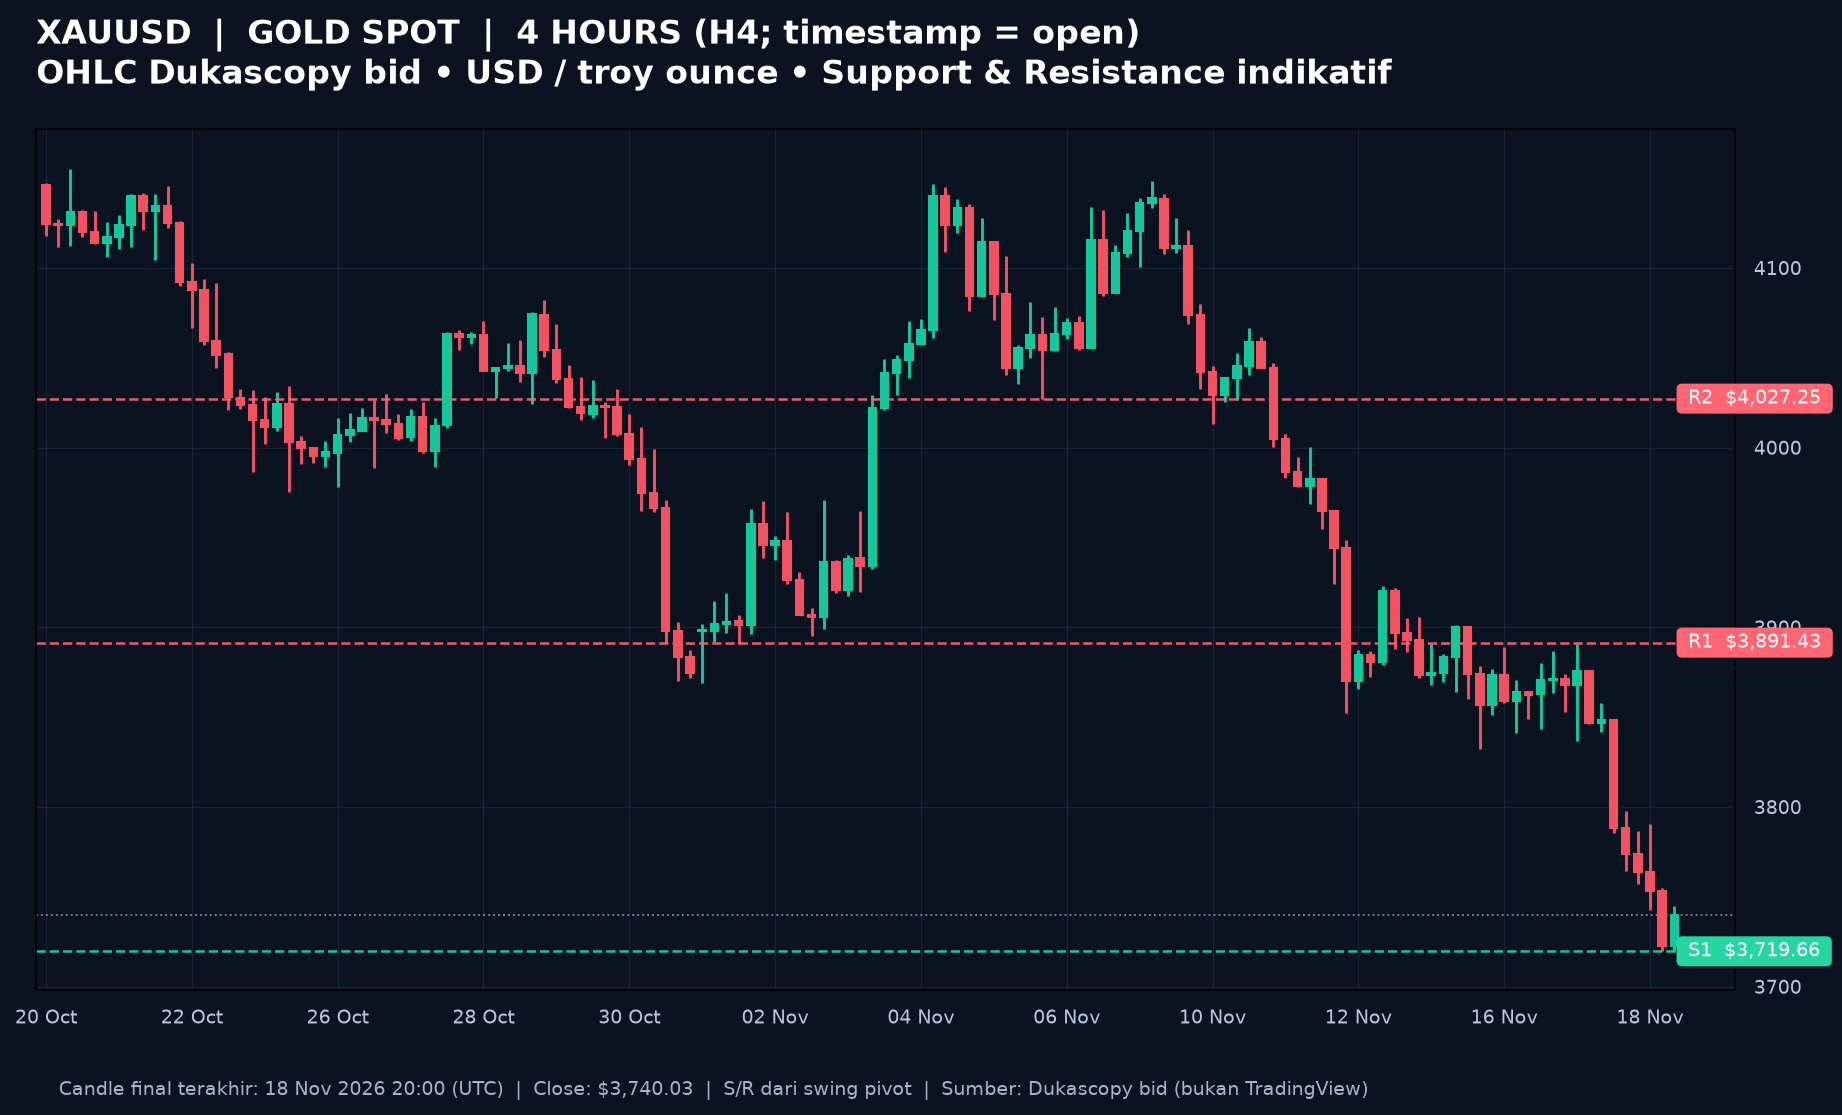 XAUUSD | GOLD SPOT | 4 HOURS (H4; timestamp = open)
OHLC Dukascopy bid • USD / troy ounce • Support & Resistance indikatif
4100
R2 $4,027.25
4000
3900
R1 $3,891.43
3800
S1 $3,719.66
3700
20 Oct 22 Oct 26 Oct 28 Oct 30 Oct 02 Nov 04 Nov 06 Nov 10 Nov 12 Nov 16 Nov 18 Nov
Candle final terakhir: 18 Nov 2026 20:00 (UTC) | Close: $3,740.03 | S/R dari swing pivot | Sumber: Dukascopy bid (bukan TradingView)